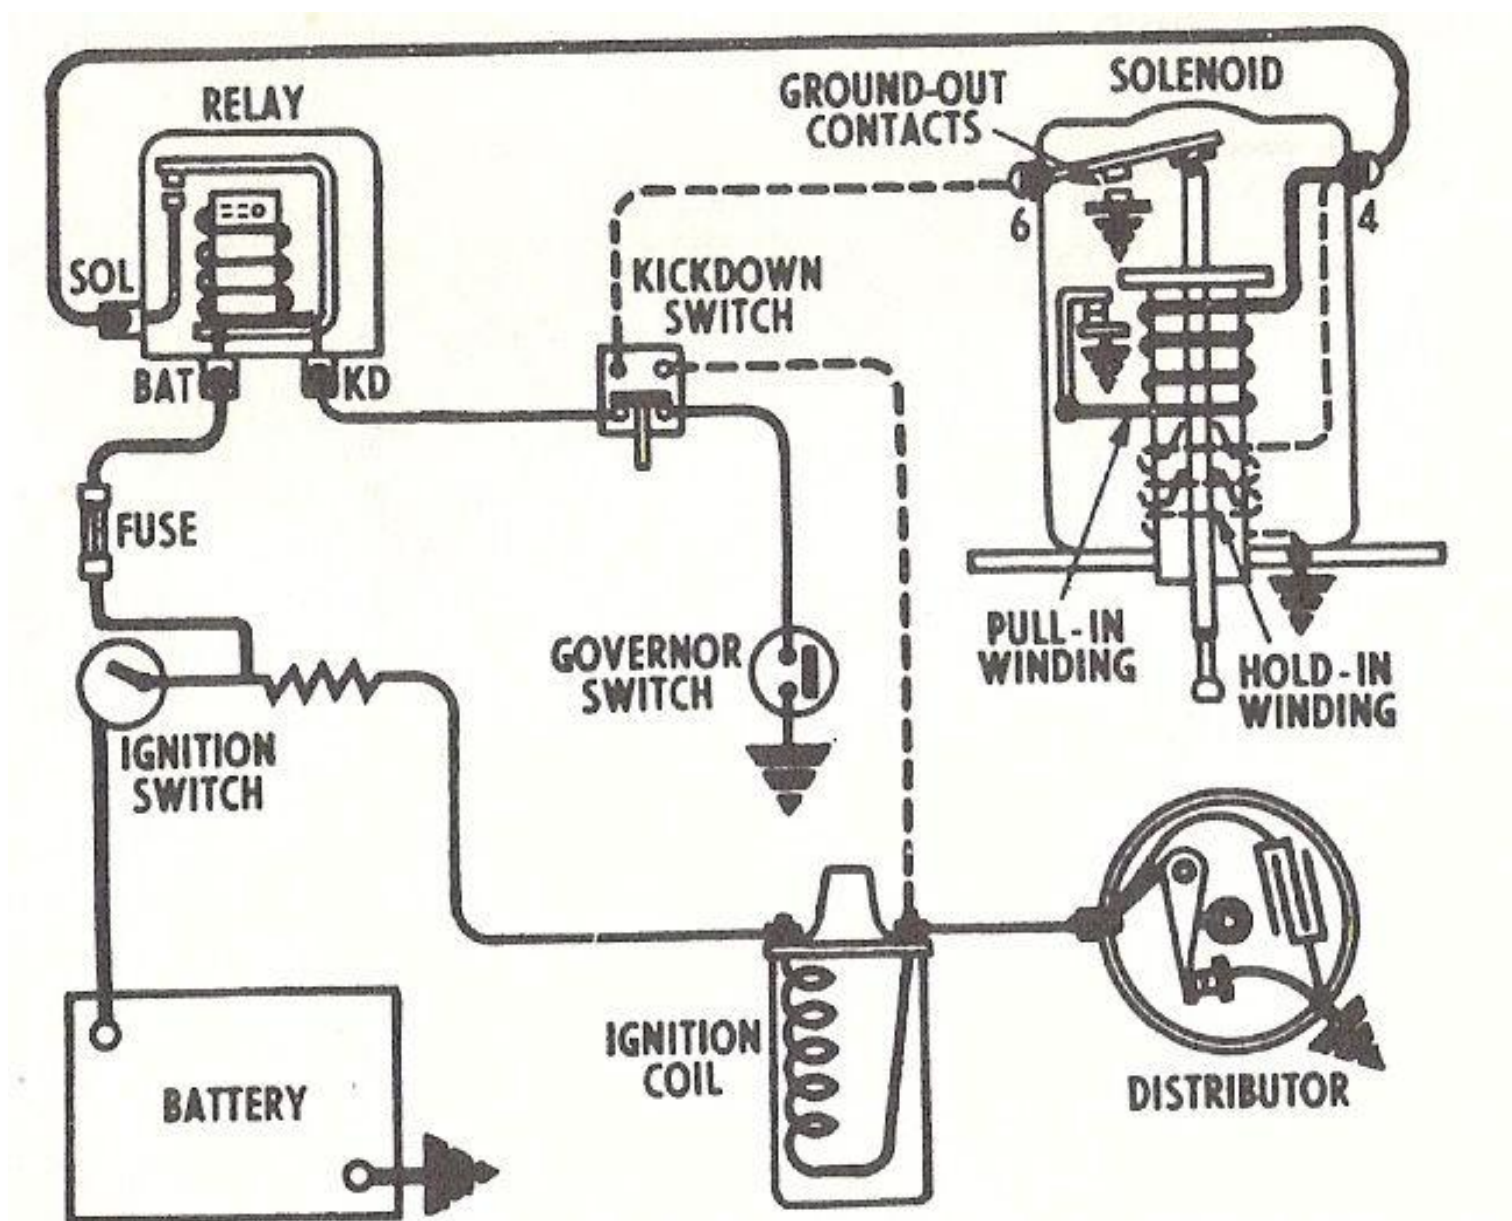 RELAY
GROUND-OUT
CONTACTS
SOLENOID
6
4
SOL
KICKDOWN
SWITCH
BAT
KD
FUSE
PULL-IN
WINDING
HOLD-IN
WINDING
GOVERNOR
SWITCH
IGNITION
SWITCH
IGNITION
COIL
DISTRIBUTOR
BATTERY